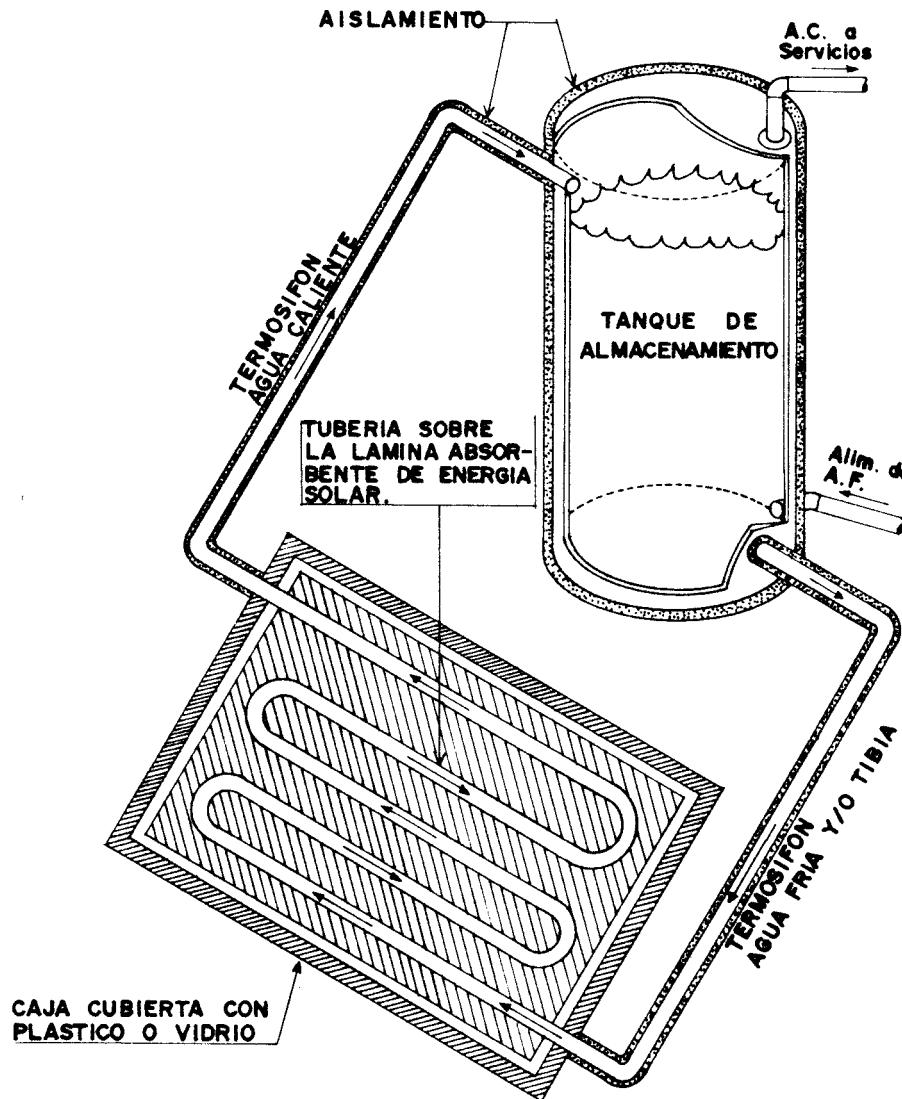 AISLAMIENTO
A.C. a
Servicios
TERMOSIFON
AGUA CALIENTE
TANQUE DE
ALMACENAMIENTO
TUBERIA SOBRE
LA LAMINA ABSOR-
BENTE DE ENERGIA
SOLAR.
Alim. de
A.F.
TERMOSIFON
AGUA FRIA Y/O TIBIA
CAJA CUBIERTA CON
PLASTICO O VIDRIO